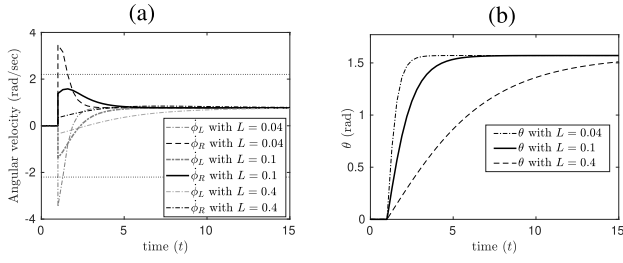 (a)
Angular velocity (rad/sec)
4
2
0
-2
-4
0
5
10
15
time (t)
ϕL with L = 0.04
ϕR with L = 0.04
ϕL with L = 0.1
ϕR with L = 0.1
ϕL with L = 0.4
ϕR with L = 0.4
(b)
θ (rad)
1.5
1
0.5
0
0
5
10
15
time (t)
θ with L = 0.04
θ with L = 0.1
θ with L = 0.4